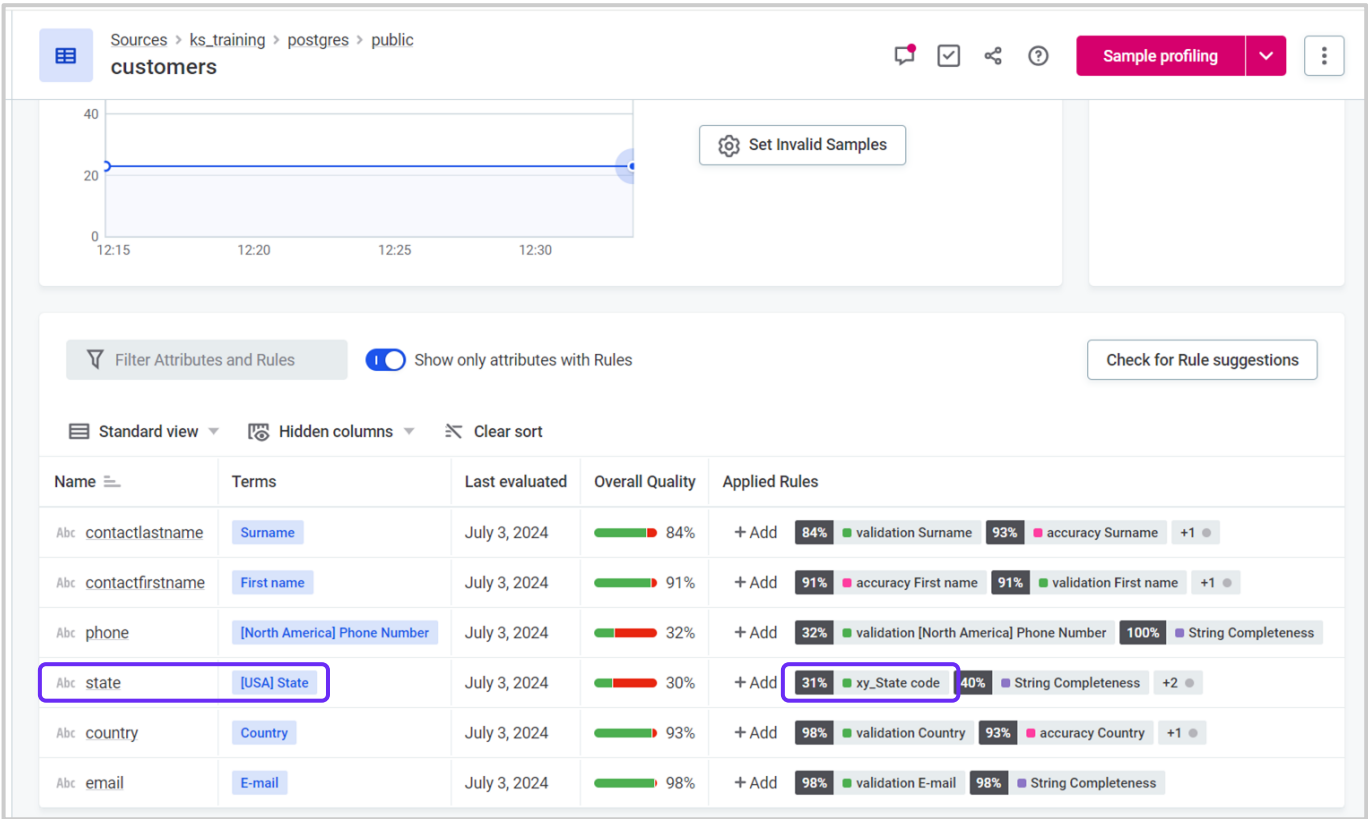 Sources > ks_training > postgres > public
customers
Sample profiling
40
20
0
12:15 12:20 12:25 12:30
Set Invalid Samples
Filter Attributes and Rules
Show only attributes with Rules
Check for Rule suggestions
Standard view Hidden columns Clear sort
Name Terms Last evaluated Overall Quality Applied Rules
Abc contactlastname Surname July 3, 2024 84% + Add 84% validation Surname 93% accuracy Surname +1
Abc contactfirstname First name July 3, 2024 91% + Add 91% accuracy First name 91% validation First name +1
Abc phone [North America] Phone Number July 3, 2024 32% + Add 32% validation [North America] Phone Number 100% String Completeness
Abc state [USA] State July 3, 2024 30% + Add 31% xy_State code 40% String Completeness +2
Abc country Country July 3, 2024 93% + Add 98% validation Country 93% accuracy Country +1
Abc email E-mail July 3, 2024 98% + Add 98% validation E-mail 98% String Completeness